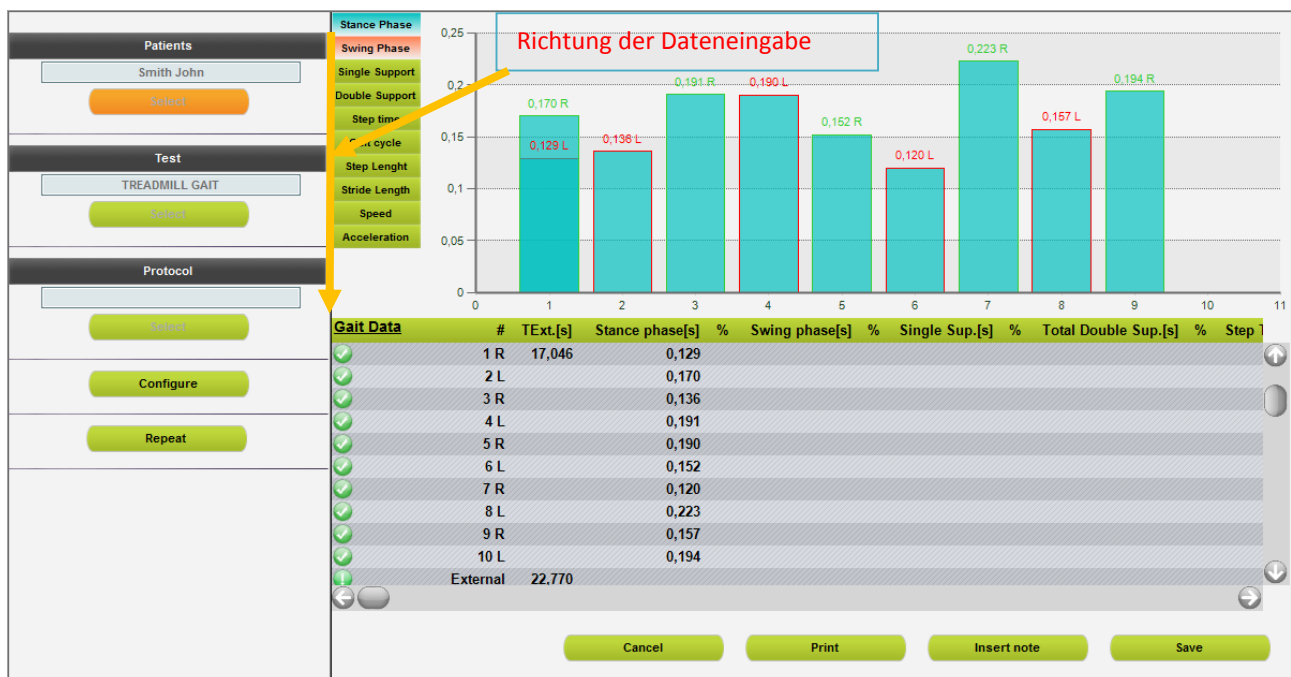 Patients
Smith John
Select
Test
TREADMILL GAIT
Select
Protocol
Select
Configure
Repeat
Stance Phase
Swing Phase
Single Support
Double Support
Step time
cycle
Step Lenght
Stride Length
Speed
Acceleration
Richtung der Dateneingabe
0,25
0,2
0,15
0,1
0,05
0
0,129 L
0,170 R
0,136 L
0,191 R
0,190 L
0,152 R
0,120 L
0,223 R
0,157 L
0,194 R
0 1 2 3 4 5 6 7 8 9 10 11
Gait Data # TExt.[s] Stance phase[s] % Swing phase[s] % Single Sup.[s] % Total Double Sup.[s] % Step T
1 R 17,046 0,129
2 L 0,170
3 R 0,136
4 L 0,191
5 R 0,190
6 L 0,152
7 R 0,120
8 L 0,223
9 R 0,157
10 L 0,194
External 22,770
Cancel Print Insert note Save